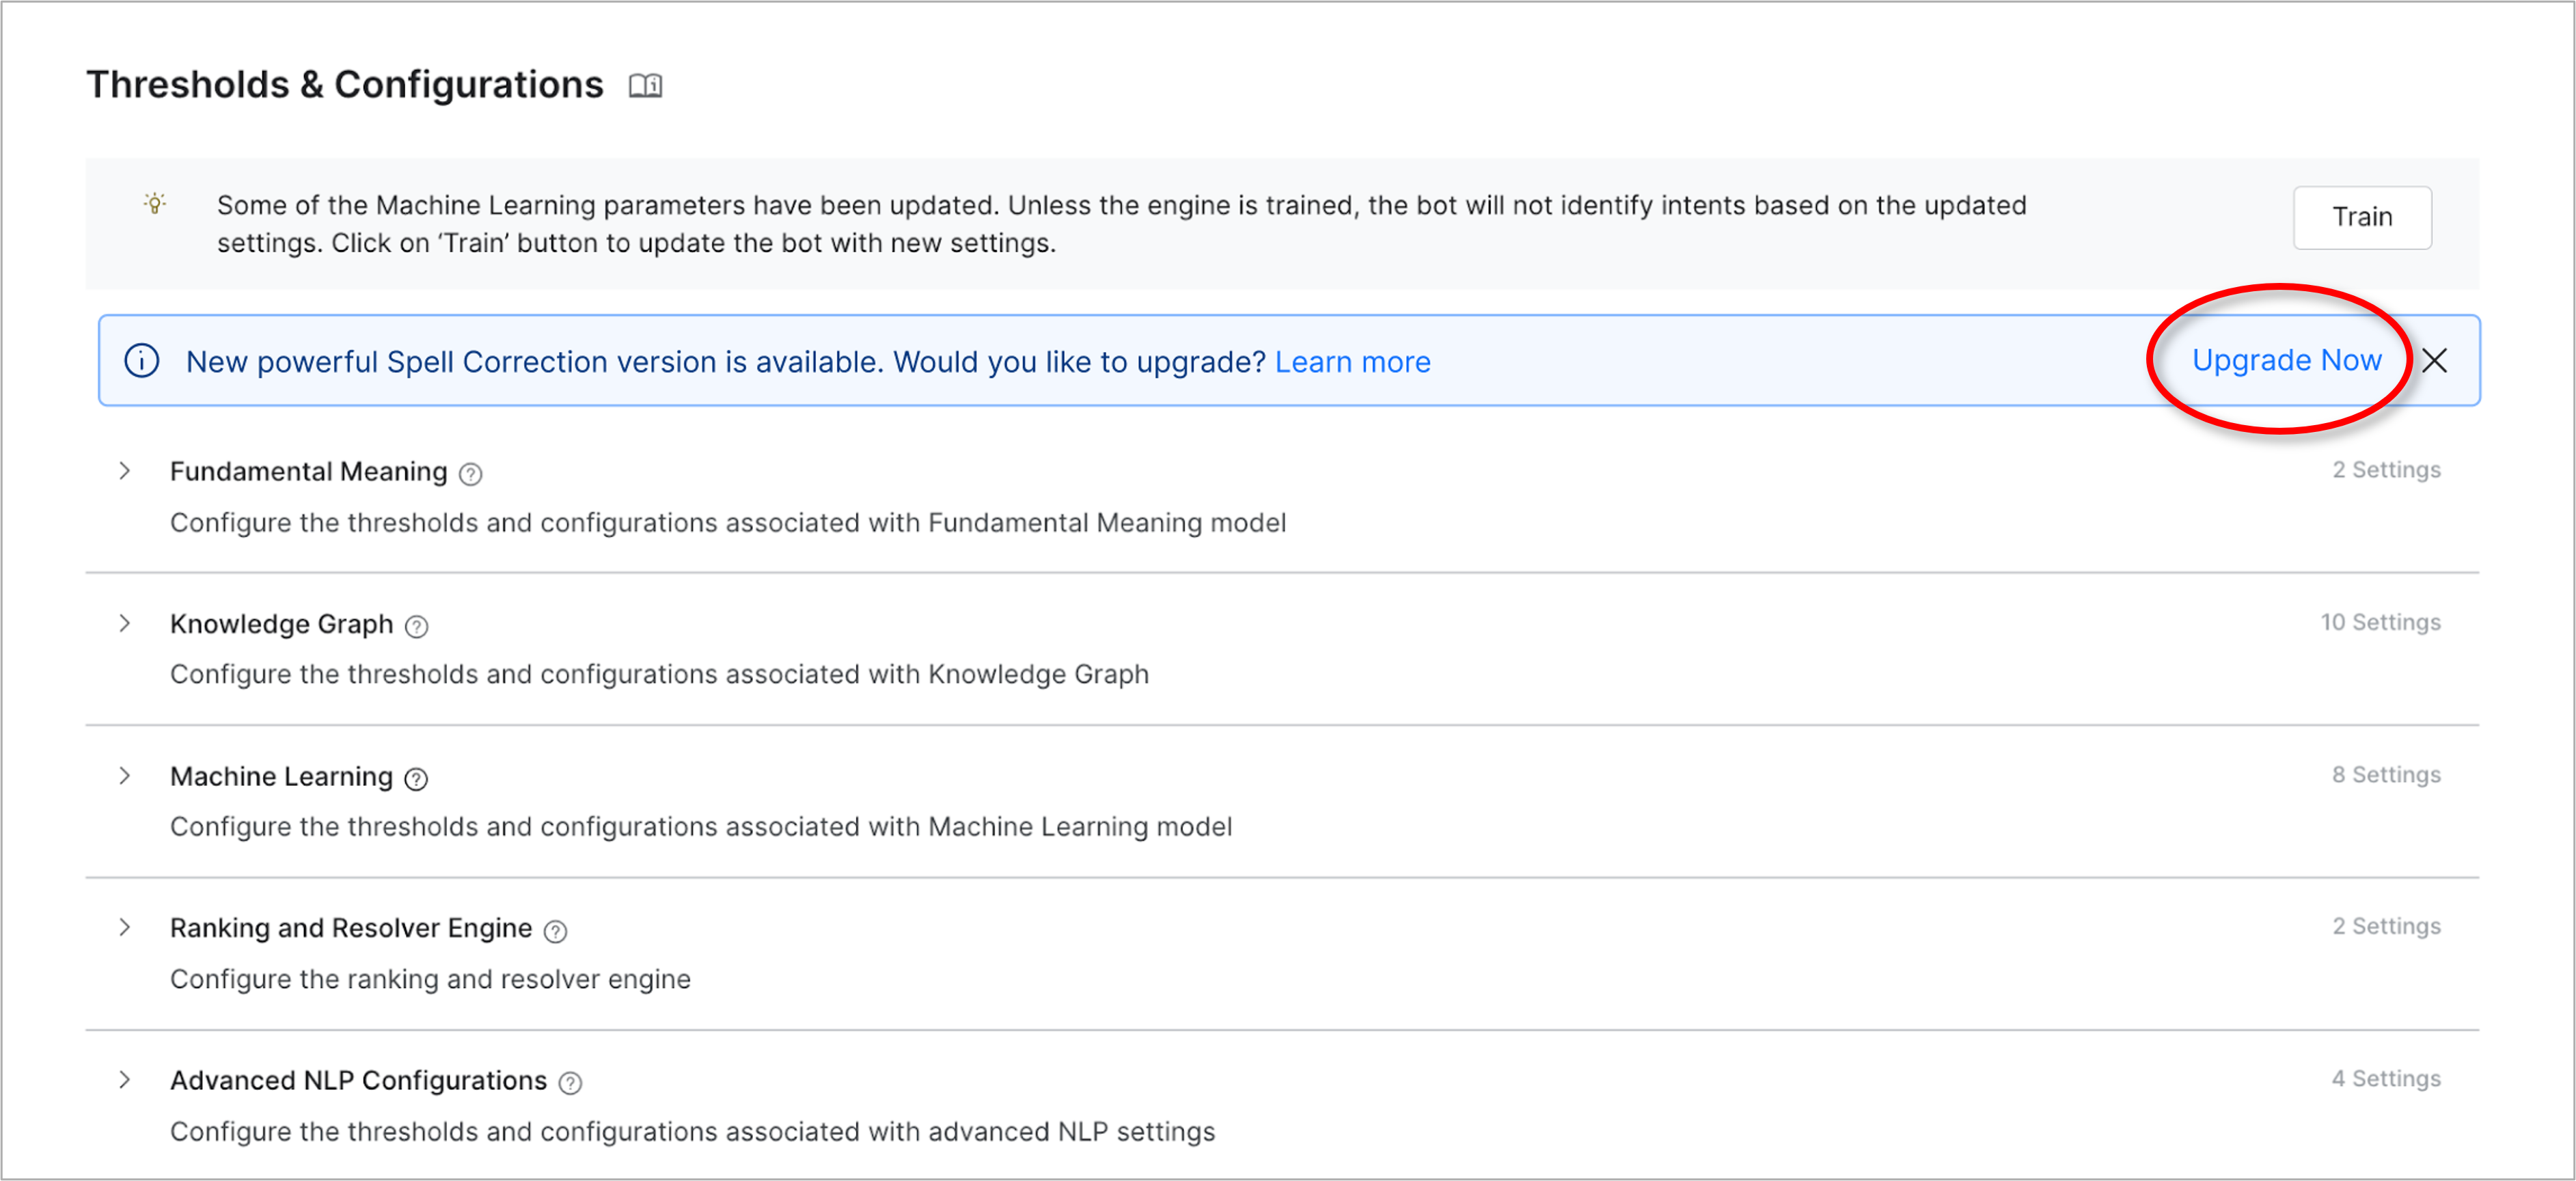 Thresholds & Configurations
Some of the Machine Learning parameters have been updated. Unless the engine is trained, the bot will not identify intents based on the updated
settings. Click on ‘Train’ button to update the bot with new settings.
Train
New powerful Spell Correction version is available. Would you like to upgrade? Learn more
Upgrade Now
Fundamental Meaning
2 Settings
Configure the thresholds and configurations associated with Fundamental Meaning model
Knowledge Graph
10 Settings
Configure the thresholds and configurations associated with Knowledge Graph
Machine Learning
8 Settings
Configure the thresholds and configurations associated with Machine Learning model
Ranking and Resolver Engine
2 Settings
Configure the ranking and resolver engine
Advanced NLP Configurations
4 Settings
Configure the thresholds and configurations associated with advanced NLP settings